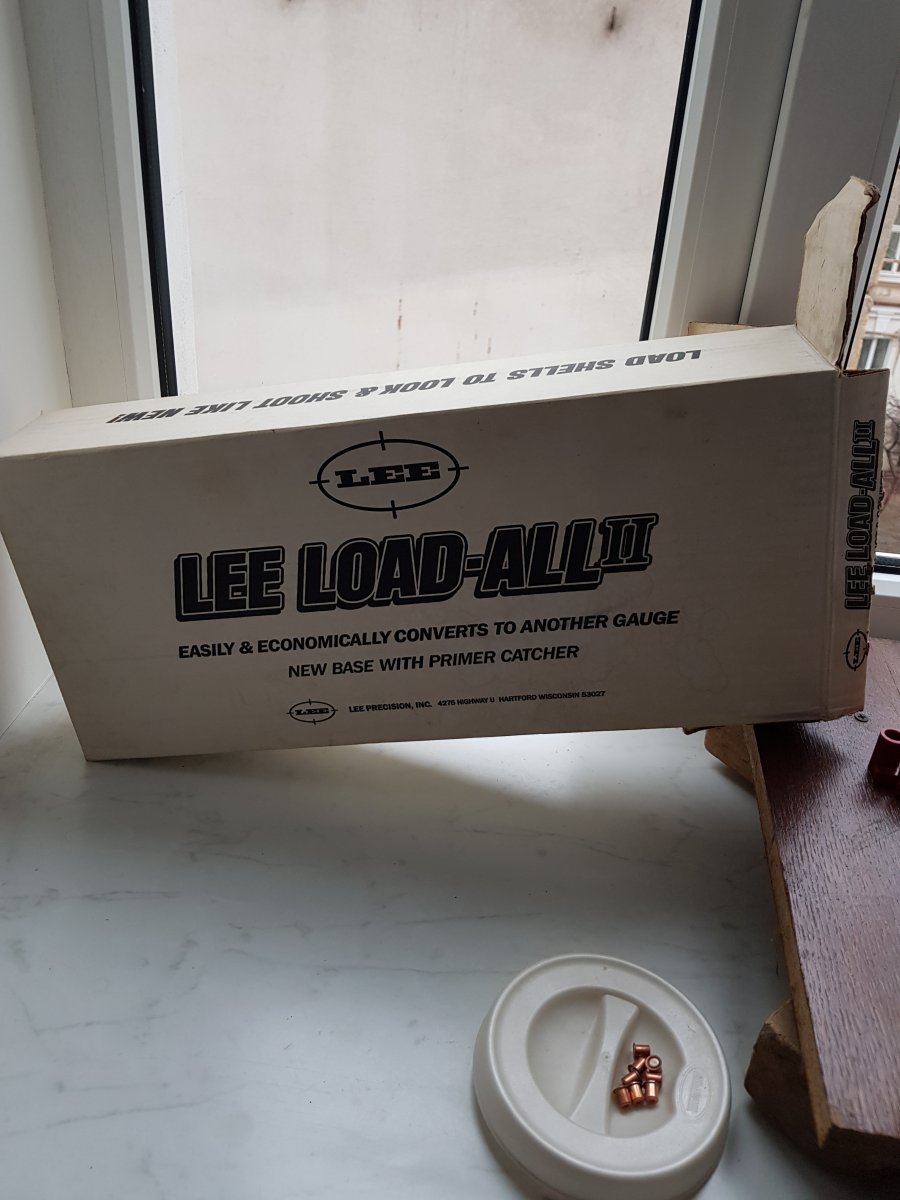 LOAD SHELLS TO LOOK & SHOOT LIKE NEW!
LEE
LEE LOAD-ALL II
EASILY & ECONOMICALLY CONVERTS TO ANOTHER GAUGE
NEW BASE WITH PRIMER CATCHER
LEE
LEE PRECISION, INC. 4275 HIGHWAY U HARTFORD WISCONSIN 53027
LEE LOAD-ALL II
LEE